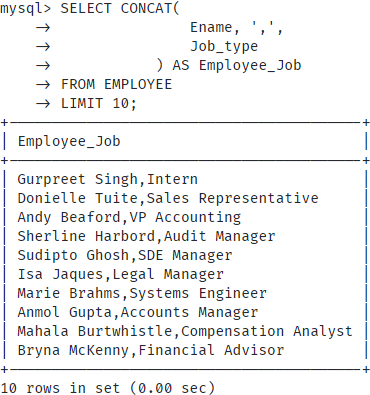 mysql> SELECT CONCAT(
    →                Ename, ',',
    →                Job_type
    →            ) AS Employee_Job
    → FROM EMPLOYEE
    → LIMIT 10;
+----------------------------------------+
| Employee_Job                           |
+----------------------------------------+
| Gurpreet Singh,Intern                  |
| Donielle Tuite,Sales Representative    |
| Andy Beaford,VP Accounting             |
| Sherline Harbord,Audit Manager         |
| Sudipto Ghosh,SDE Manager              |
| Isa Jaques,Legal Manager               |
| Marie Brahms,Systems Engineer          |
| Anmol Gupta,Accounts Manager           |
| Mahala Burtwhistle,Compensation Analyst |
| Bryna McKenny,Financial Advisor        |
+----------------------------------------+
10 rows in set (0.00 sec)